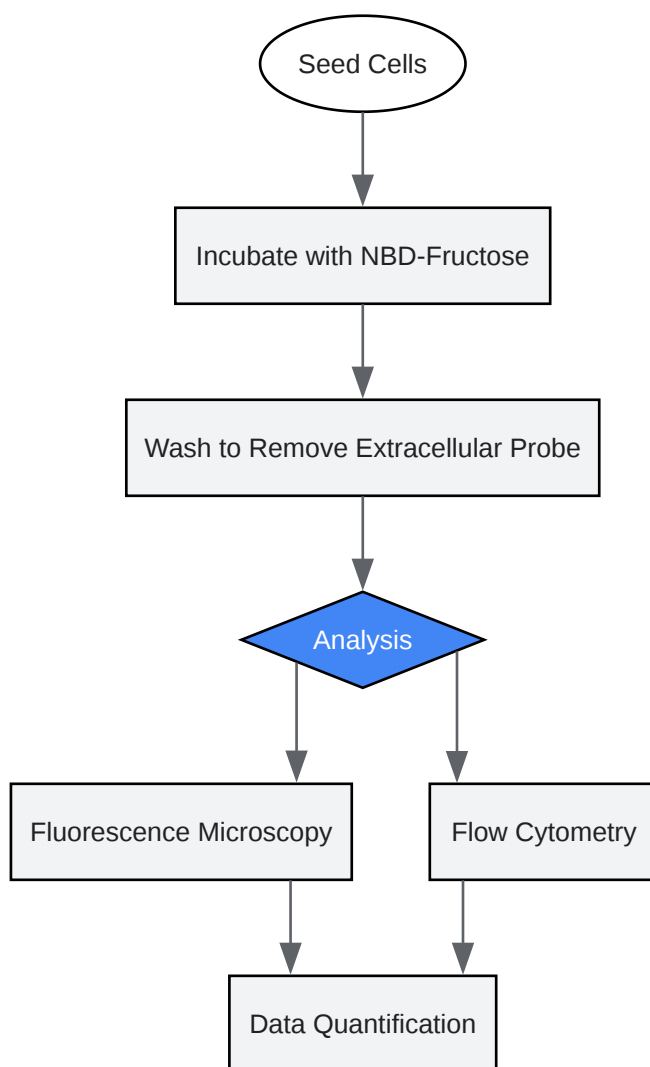 Seed Cells
Incubate with NBD-Fructose
Wash to Remove Extracellular Probe
Analysis
Fluorescence Microscopy
Flow Cytometry
Data Quantification